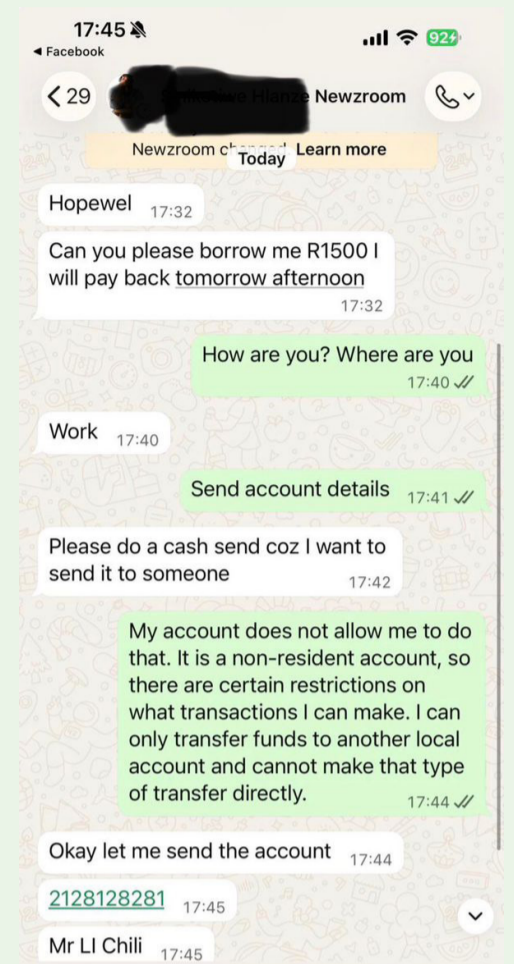 17:45
92
Facebook
29
Hlanze Newzroom
Newzroom
Learn more
Today
Hopewel 17:32
Can you please borrow me R1500 I
will pay back tomorrow afternoon
17:32
How are you? Where are you
17:40
Work 17:40
Send account details 17:41
Please do a cash send coz I want to
send it to someone
17:42
My account does not allow me to do
that. It is a non-resident account, so
there are certain restrictions on
what transactions I can make. I can
only transfer funds to another local
account and cannot make that type
of transfer directly.
17:44
Okay let me send the account 17:44
2128128281 17:45
Mr LI Chili 17:45